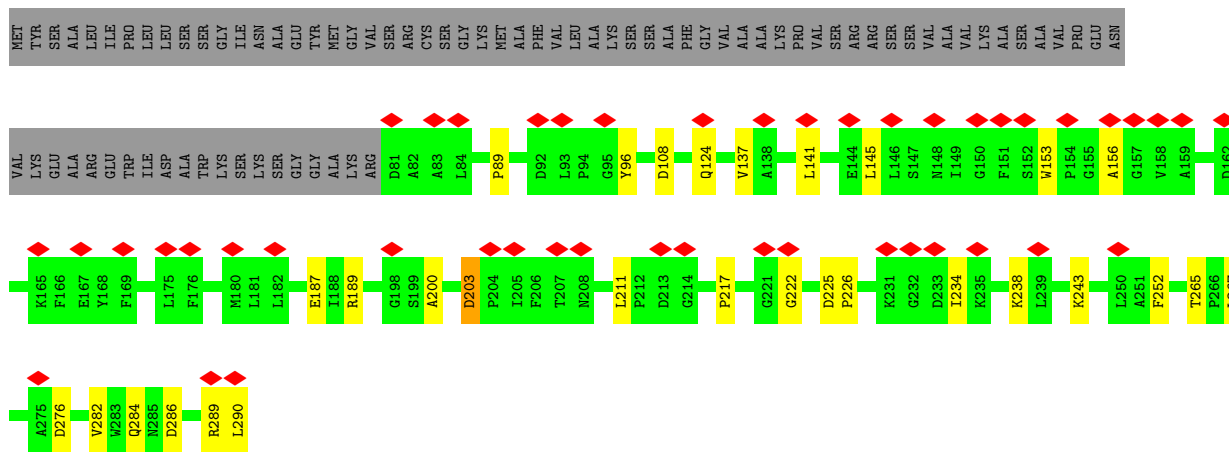 MET TYR SER ALA LEU ILE PRO LEU LEU SER SER GLY ILE ASN ALA GLU TYR MET GLY VAL SER ARG CYS SER GLY LYS MET ALA PHE VAL LEU ALA LYS SER SER ALA PHE GLY VAL ALA ALA LYS PRO VAL SER ARG ARG SER SER VAL ALA VAL LYS ALA SER ALA VAL PRO GLU ASN
VAL LYS GLU ALA ARG GLU TRP ILE ASP ALA TRP LYS SER LYS SER GLY GLY ALA LYS ARG D81 A82 A83 L84 P89 D92 L93 P94 G95 Y96 D108 Q124 V137 A138 L141 E144 L145 L146 S147 N148 I149 G150 F151 S152 W153 P154 G155 A156 G157 V158 A159 D162
K165 F166 E167 Y168 F169 L175 F176 M180 L181 L182 E187 I188 R189 G198 S199 A200 D203 P204 I205 F206 T207 N208 L211 P212 D213 G214 P217 G221 G222 D225 P226 K231 G232 D233 I234 K235 K238 L239 K243 L250 A251 F252 T265 P266
A275 D276 V282 W283 Q284 N285 D286 R289 L290